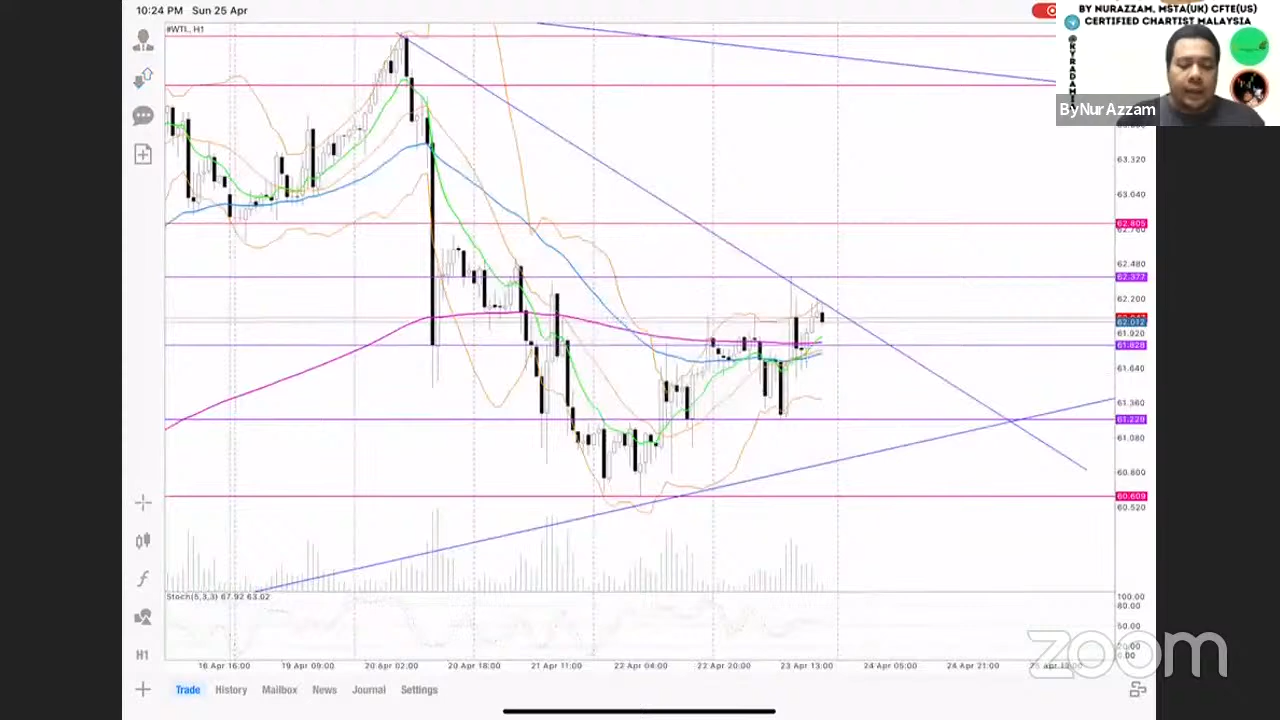 10:24 PM Sun 25 Apr
BY NURAZZAM, MSTA(UK) CFTE(US)
CERTIFIED CHARTIST MALAYSIA
ByNur Azzam
#WTI., H1
63.320
63.040
62.805
62.480
62.377
62.200
62.012
61.920
61.828
61.640
61.360
61.229
61.080
60.800
60.609
60.520
Stoch(5,3,3) 67.92 63.02
100.00
80.00
50.00
20.00
0.00
H1
16 Apr 16:00 19 Apr 09:00 20 Apr 02:00 20 Apr 18:00 21 Apr 11:00 22 Apr 04:00 22 Apr 20:00 23 Apr 13:00 24 Apr 05:00 24 Apr 21:00
zoom
Trade History Mailbox News Journal Settings